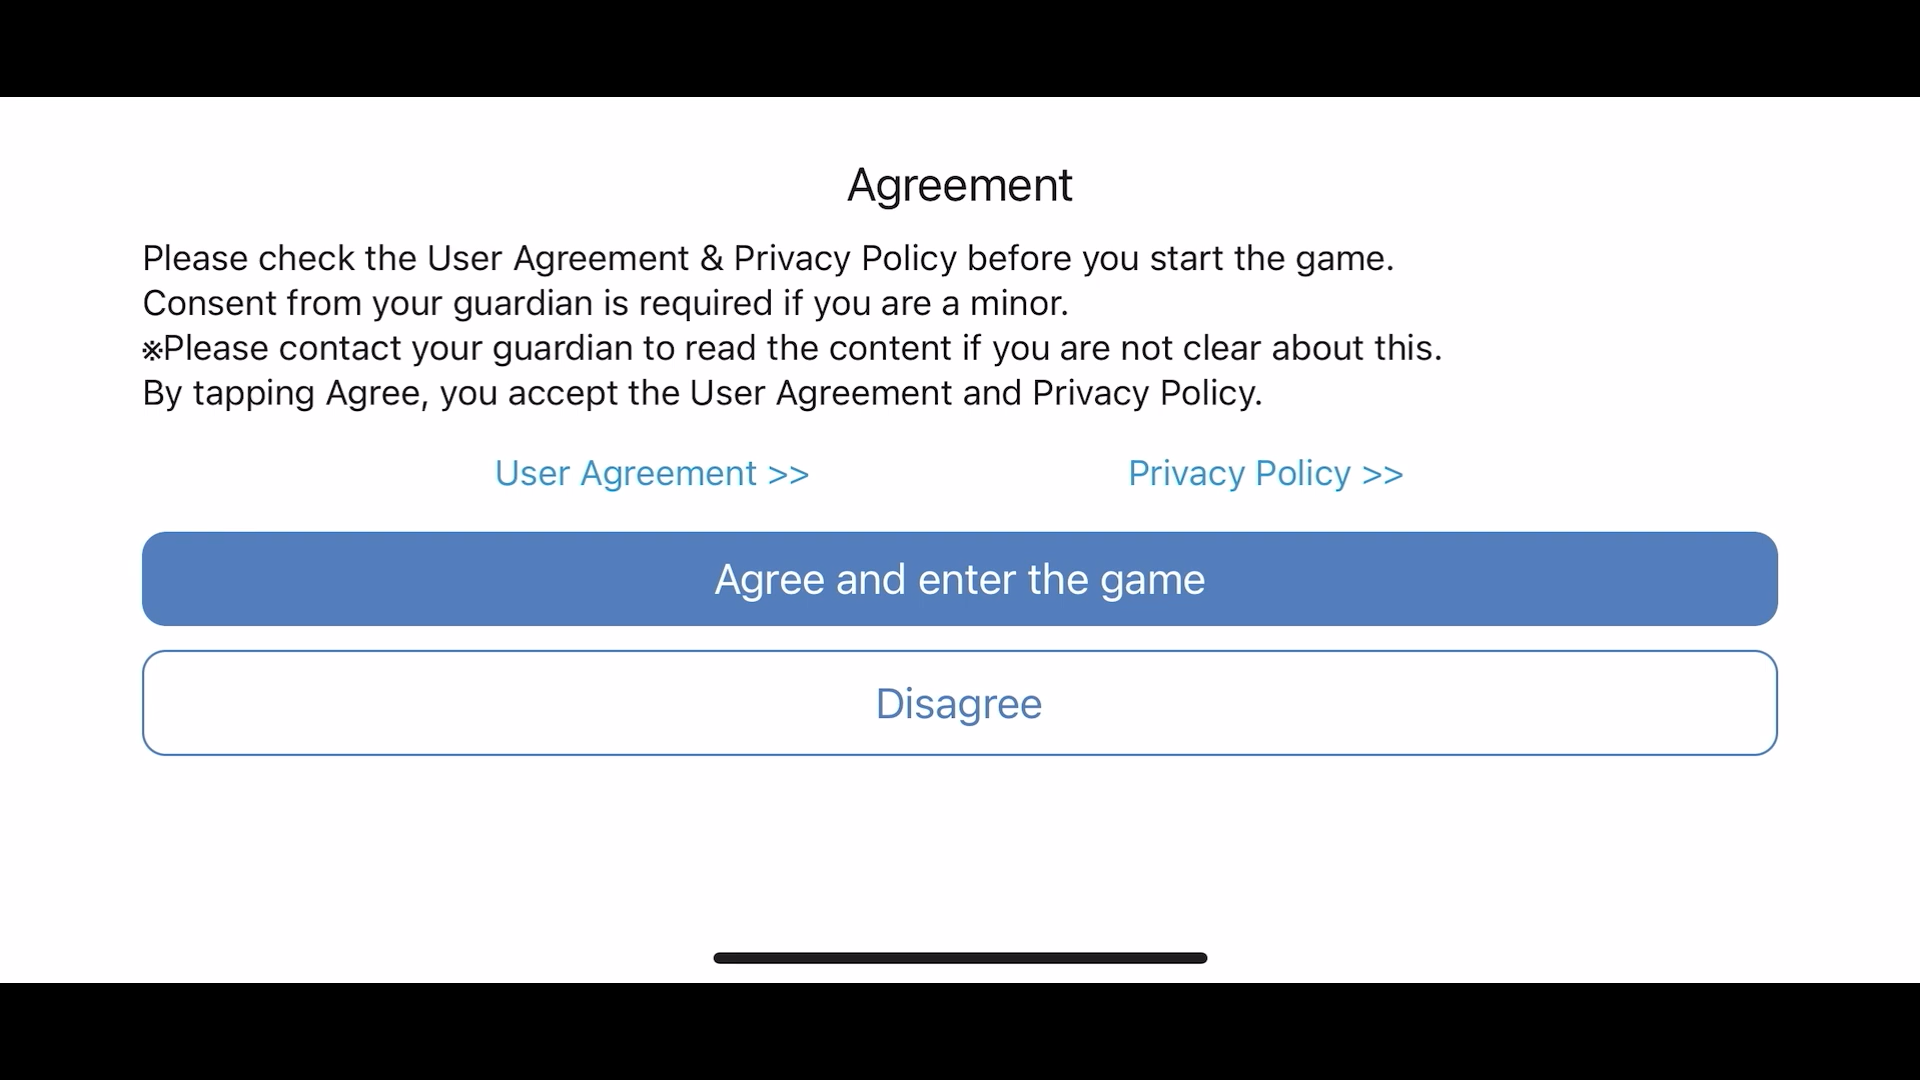 Agreement
Please check the User Agreement & Privacy Policy before you start the game.
Consent from your guardian is required if you are a minor.
※Please contact your guardian to read the content if you are not clear about this.
By tapping Agree, you accept the User Agreement and Privacy Policy.
User Agreement >> Privacy Policy >>
Agree and enter the game
Disagree